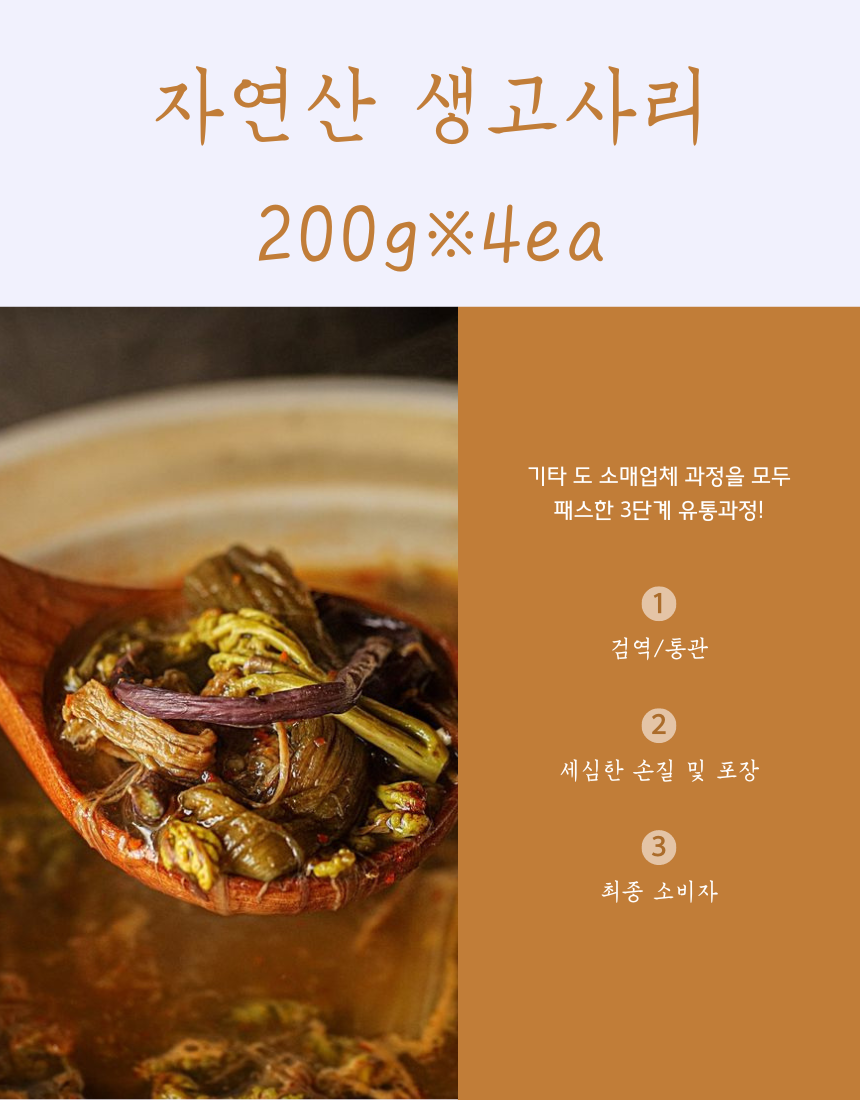 자연산 생고사리
200g※4ea
기타 도 소매업체 과정을 모두
패스한 3단계 유통과정!
1
검역/통관
2
세심한 손질 및 포장
3
최종 소비자